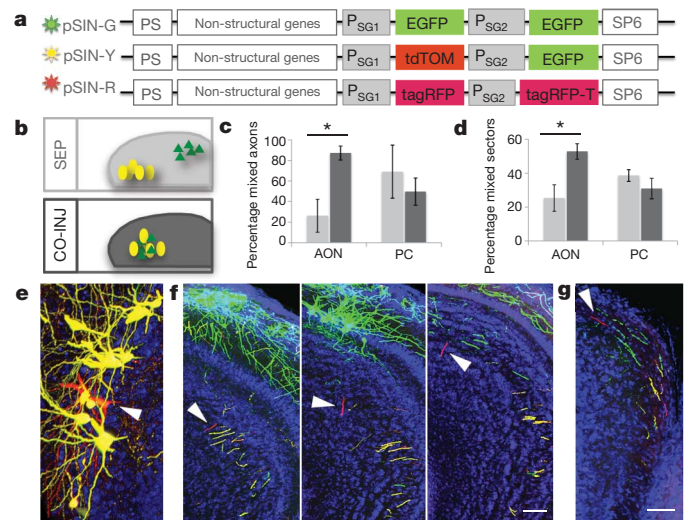 a
pSIN-G PS Non-structural genes PSG1 EGFP PSG2 EGFP SP6
pSIN-Y PS Non-structural genes PSG1 tdTOM PSG2 EGFP SP6
pSIN-R PS Non-structural genes PSG1 tagRFP PSG2 tagRFP-T SP6
b
SEP
CO-INJ
c
Percentage mixed axons
100
80
60
40
20
0
*
AON PC
d
Percentage mixed sectors
60
40
20
0
*
AON PC
e
f
g